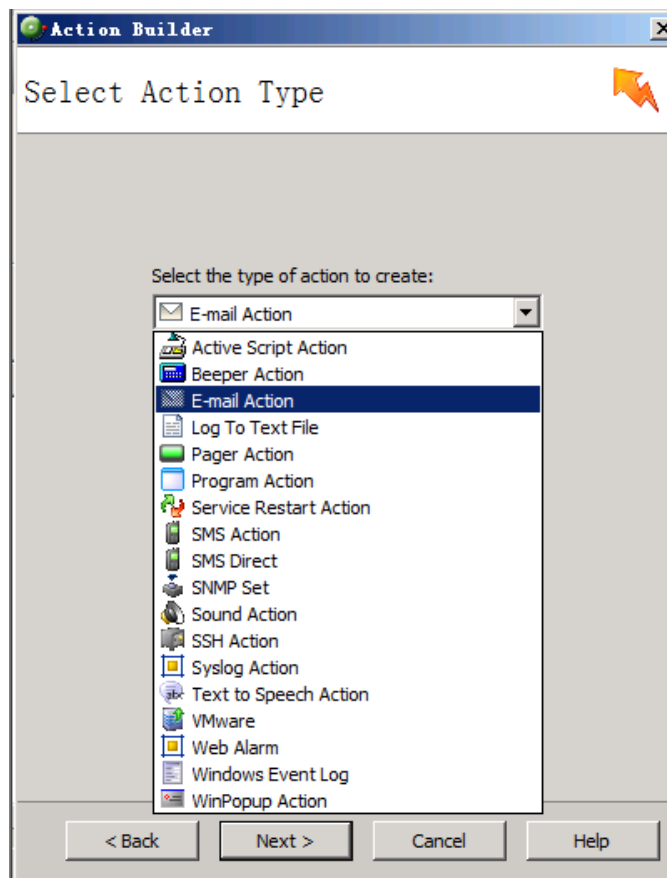 Action Builder
Select Action Type
Select the type of action to create:
E-mail Action
Active Script Action
Beeper Action
E-mail Action
Log To Text File
Pager Action
Program Action
Service Restart Action
SMS Action
SMS Direct
SNMP Set
Sound Action
SSH Action
Syslog Action
Text to Speech Action
VMware
Web Alarm
Windows Event Log
WinPopup Action
< Back Next > Cancel Help